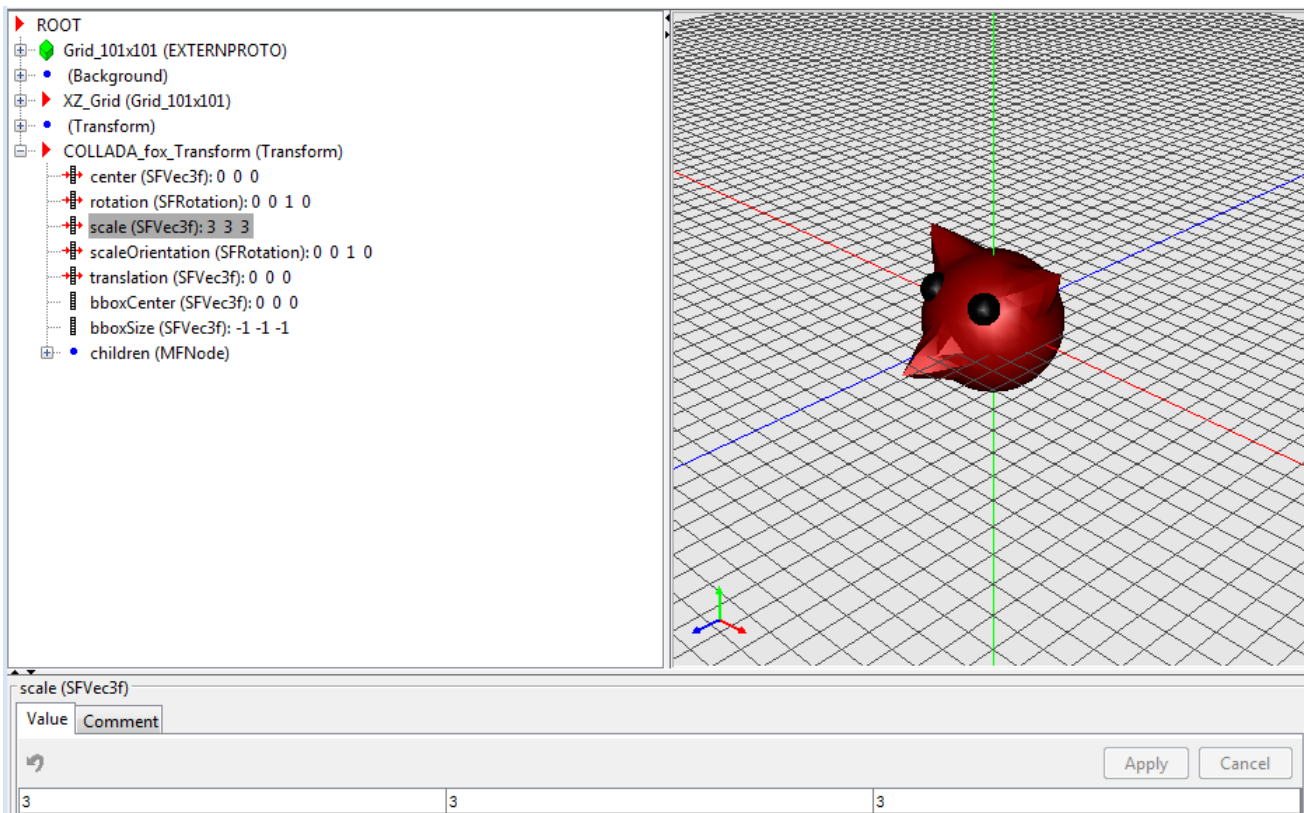 ROOT
Grid_101x101 (EXTERNPROTO)
(Background)
XZ_Grid (Grid_101x101)
(Transform)
COLLADA_fox_Transform (Transform)
center (SFVec3f): 0 0 0
rotation (SFRotation): 0 0 1 0
scale (SFVec3f): 3 3 3
scaleOrientation (SFRotation): 0 0 1 0
translation (SFVec3f): 0 0 0
bboxCenter (SFVec3f): 0 0 0
bboxSize (SFVec3f): -1 -1 -1
children (MFNode)
scale (SFVec3f)
Value Comment
Apply Cancel
3 3 3